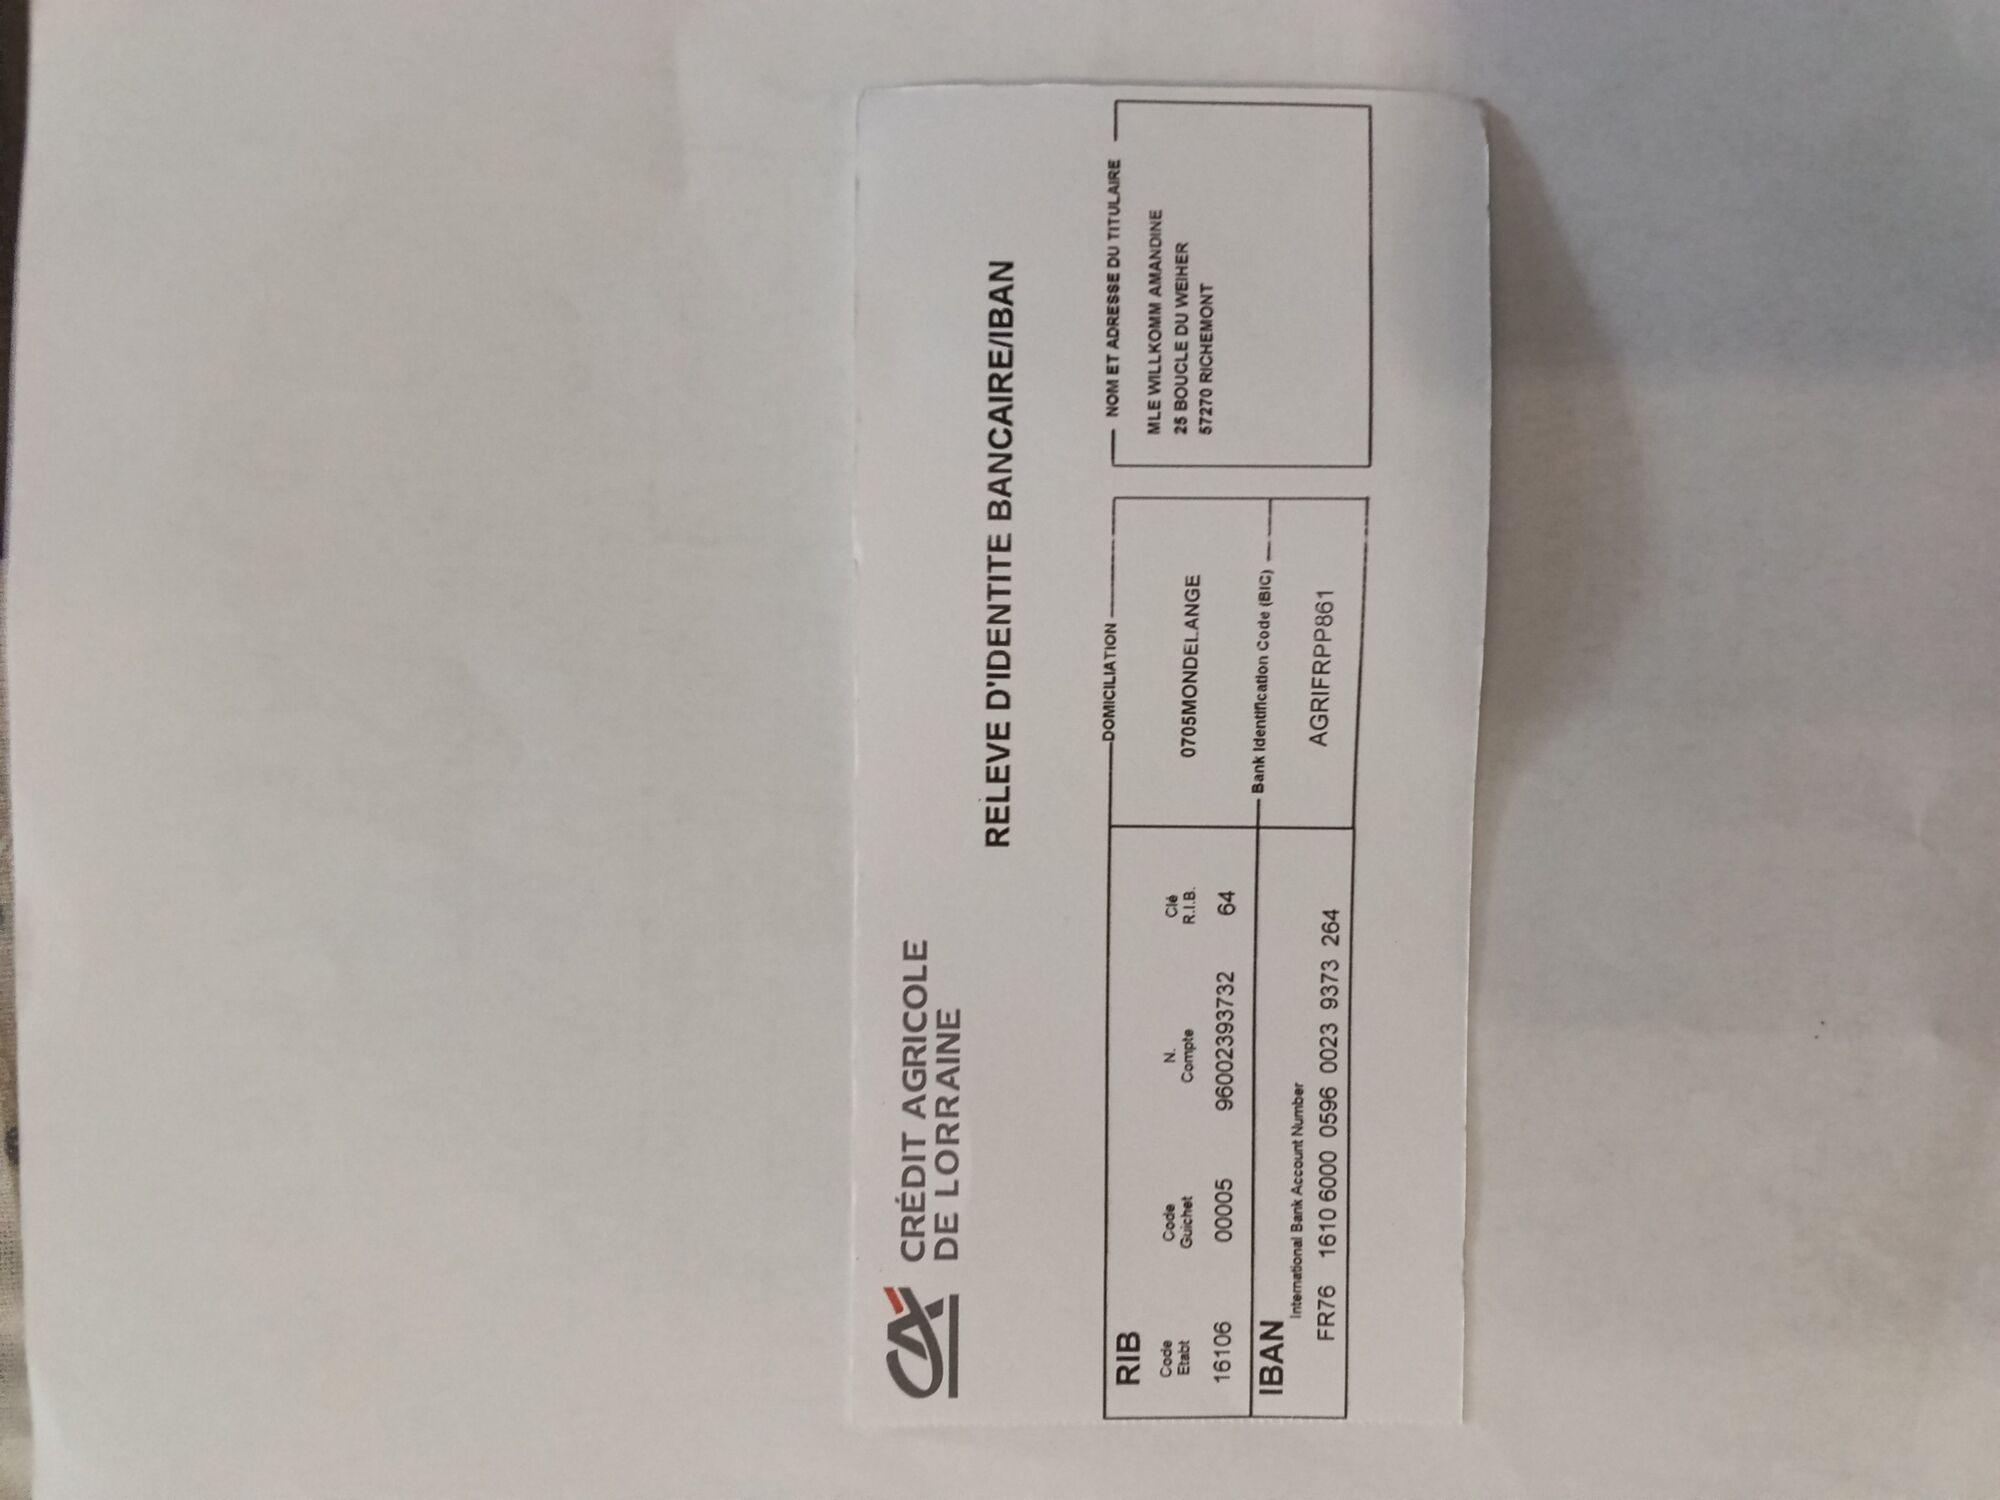 CRÉDIT AGRICOLE
DE LORRAINE
RELEVE D'IDENTITE BANCAIRE/IBAN
RIB
Code Etabt
Code Guichet
N. Compte
Clé R.I.B.
16106 00005 96002393732 64
DOMICILIATION
0705MONDELANGE
IBAN
International Bank Account Number
FR76 1610 6000 0596 0023 9373 264
Bank Identification Code (BIC)
AGRIFRPP861
NOM ET ADRESSE DU TITULAIRE
MLE WILLKOMM AMANDINE
25 BOUCLE DU WEIHER
57270 RICHEMONT